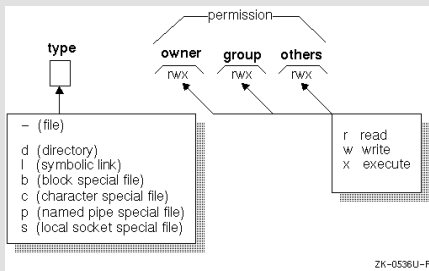 permission
type
owner group others
rwx rwx rwx
– (file)
d (directory)
l (symbolic link)
b (block special file)
c (character special file)
p (named pipe special file)
s (local socket special file)
r read
w write
x execute
ZK-0536U-R